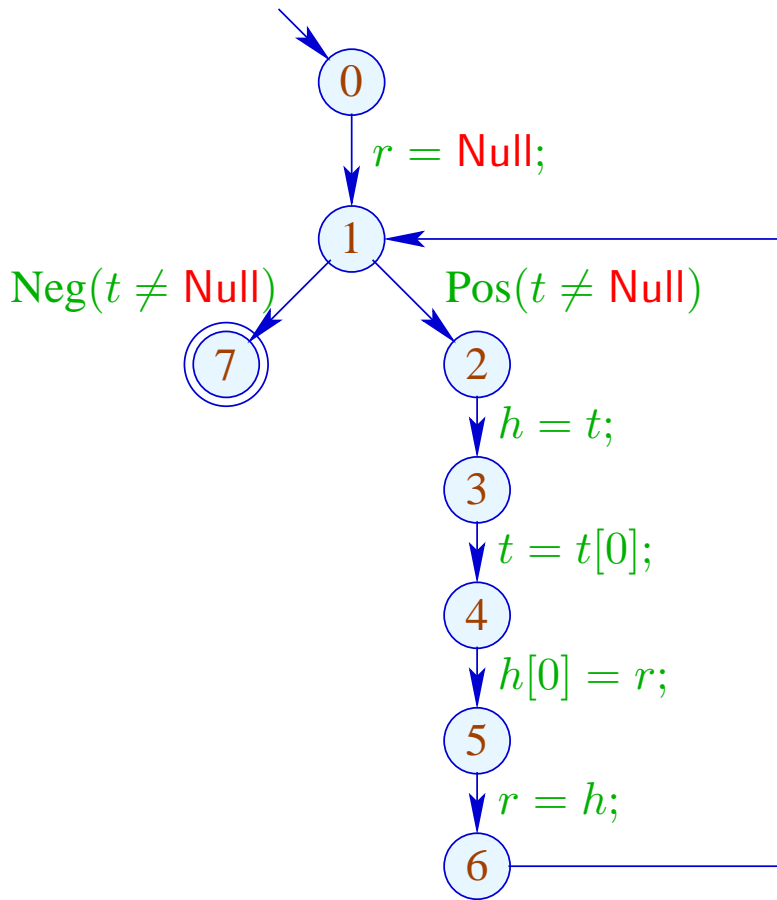 0
r = Null;
1
Neg(t ≠ Null) Pos(t ≠ Null)
7 2
h = t;
3
t = t[0];
4
h[0] = r;
5
r = h;
6